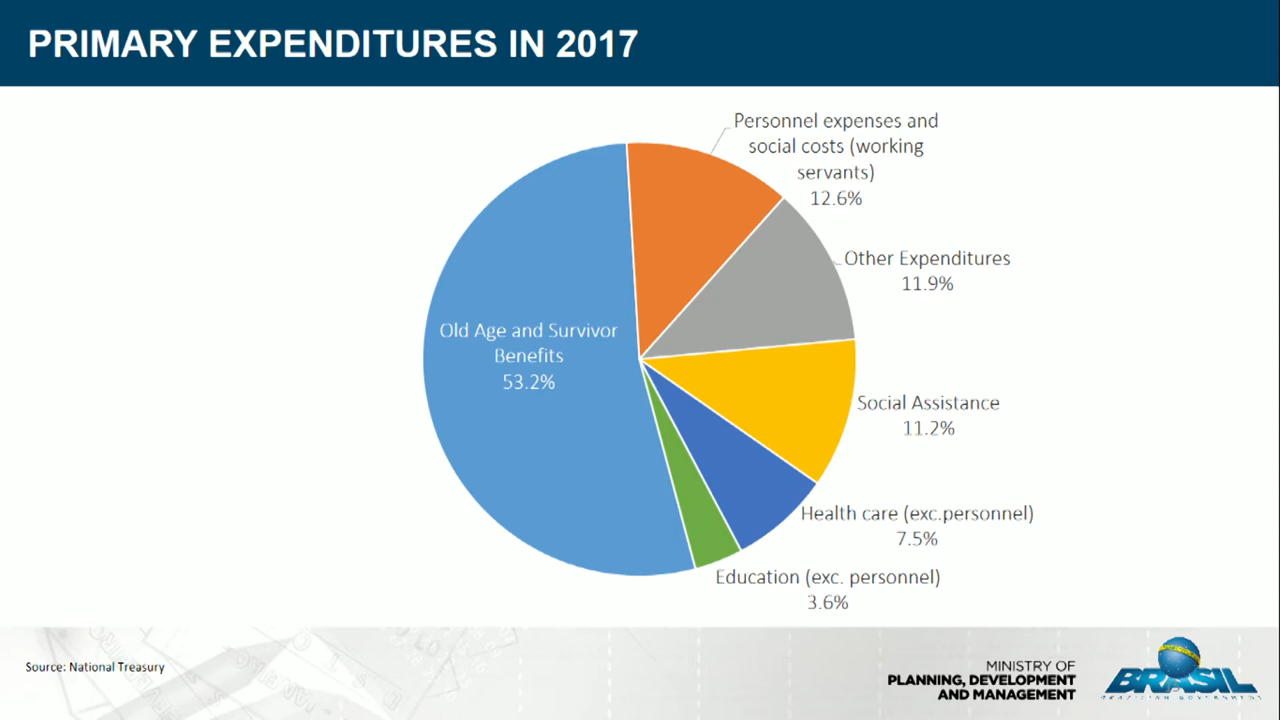 PRIMARY EXPENDITURES IN 2017
Personnel expenses and
social costs (working
servants)
12.6%
Other Expenditures
11.9%
Old Age and Survivor
Benefits
53.2%
Social Assistance
11.2%
Health care (exc.personnel)
7.5%
Education (exc. personnel)
3.6%
Source: National Treasury
MINISTRY OF
PLANNING, DEVELOPMENT
AND MANAGEMENT
BRASIL
BRAZILIAN GOVERNMENT